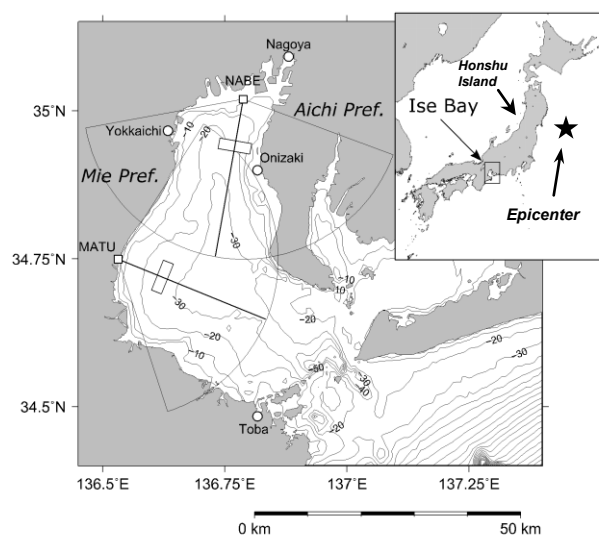 Nagoya
NABE
Aichi Pref.
Honshu
Island
Ise Bay
Epicenter
35°N
Yokkaichi
−10
−20
Onizaki
Mie Pref.
−30
34.75°N
MATU
−10
10
−30
−20
−10
−20
−30
−50
−30
−40
−20
34.5°N
Toba
136.5°E
136.75°E
137°E
137.25°E
0 km
50 km